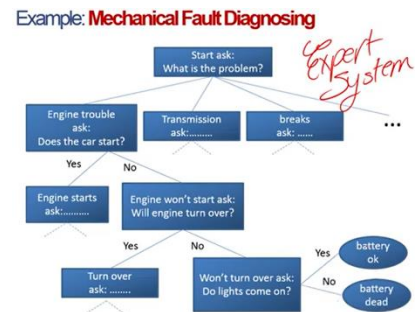 Example: Mechanical Fault Diagnosing
Expert
System
Start ask:
What is the problem?
Engine trouble
ask:
Does the car start?
Transmission
ask:.........
breaks
ask: ......
...
Yes
No
Engine starts
ask:..........
Engine won't start ask:
Will engine turn over?
Yes
No
Turn over
ask: ........
Won't turn over ask:
Do lights come on?
Yes
battery
ok
No
battery
dead